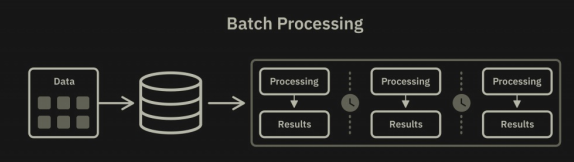 Batch Processing
Data
Processing
Processing
Processing
Results
Results
Results